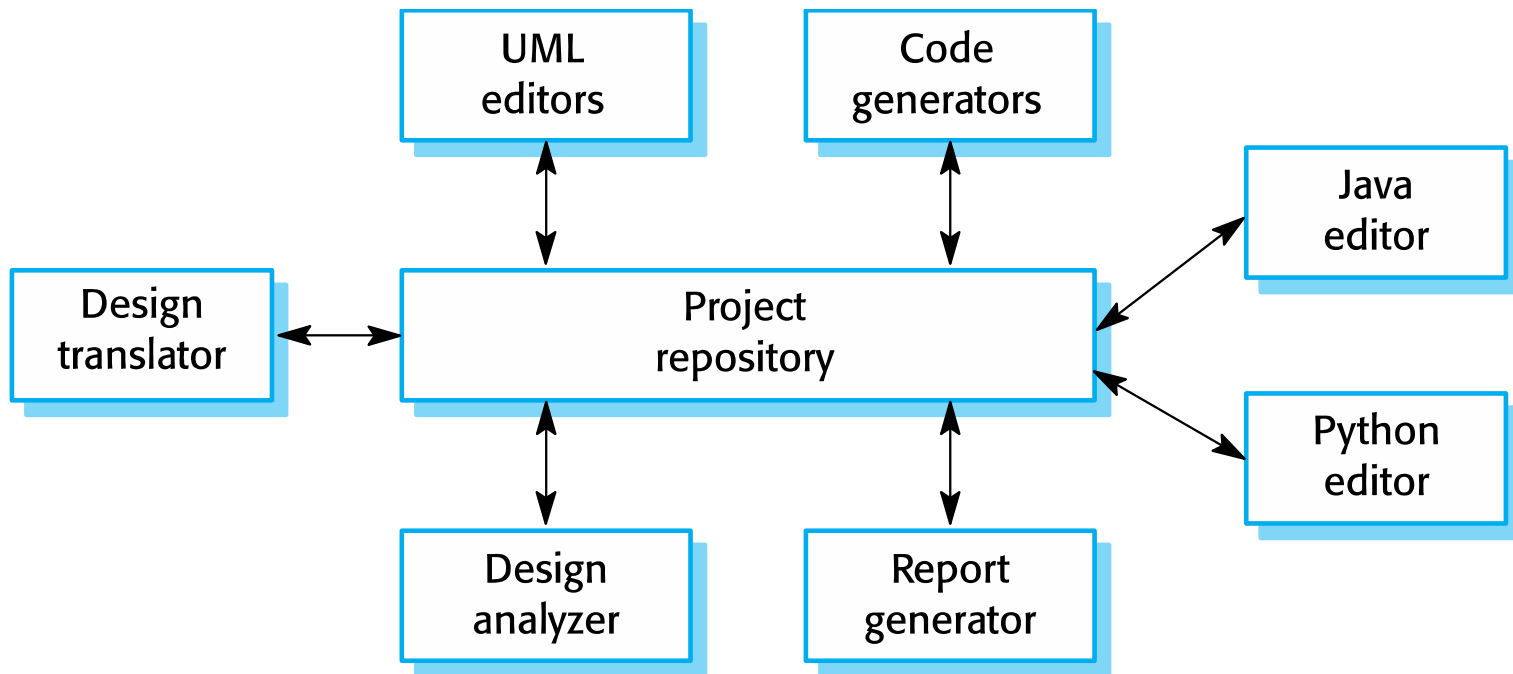 UML
editors
Code
generators
Java
editor
Design
translator
Project
repository
Python
editor
Design
analyzer
Report
generator